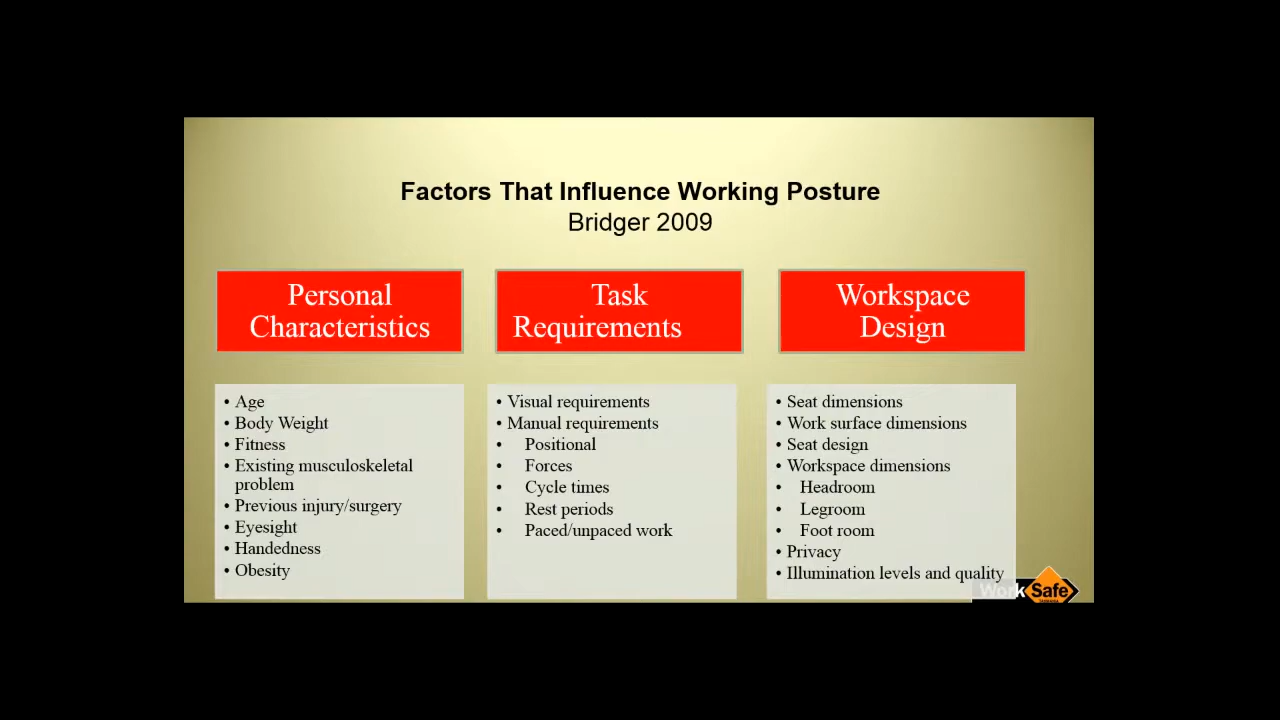 Factors That Influence Working Posture
Bridger 2009
Personal
Characteristics
Task
Requirements
Workspace
Design
• Age
• Body Weight
• Fitness
• Existing musculoskeletal
problem
• Previous injury/surgery
• Eyesight
• Handedness
• Obesity
• Visual requirements
• Manual requirements
• Positional
• Forces
• Cycle times
• Rest periods
• Paced/unpaced work
• Seat dimensions
• Work surface dimensions
• Seat design
• Workspace dimensions
• Headroom
• Legroom
• Foot room
• Privacy
• Illumination levels and quality
WorkSafe